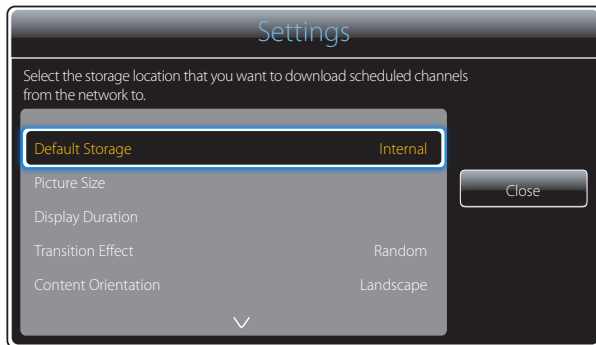 Settings
Select the storage location that you want to download scheduled channels
from the network to.
Default Storage Internal
Picture Size
Close
Display Duration
Transition Effect Random
Content Orientation Landscape